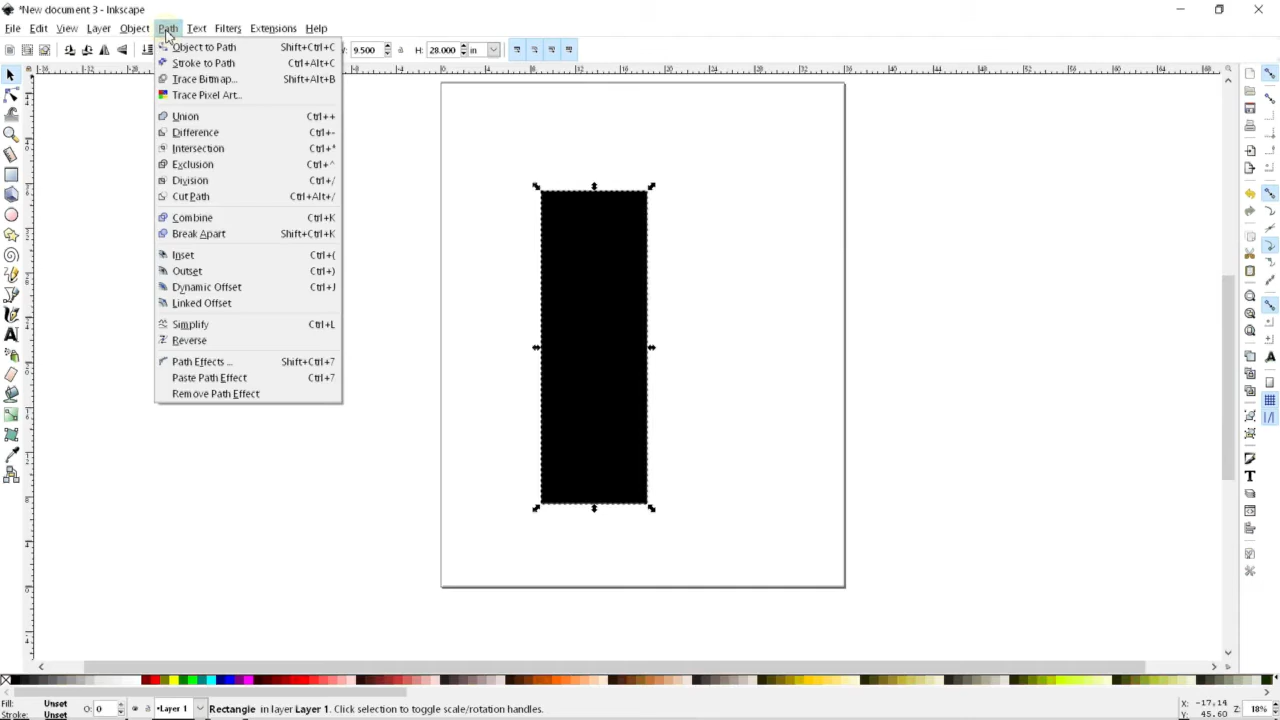 *New document 3 - Inkscape
File Edit View Layer Object Path Text Filters Extensions Help
9.500 H: 28.000 in
Object to Path Shift+Ctrl+C
Stroke to Path Ctrl+Alt+C
Trace Bitmap... Shift+Alt+B
Trace Pixel Art...
Union Ctrl++
Difference Ctrl+-
Intersection Ctrl+*
Exclusion Ctrl+^
Division Ctrl+/
Cut Path Ctrl+Alt+/
Combine Ctrl+K
Break Apart Shift+Ctrl+K
Inset Ctrl+(
Outset Ctrl+)
Dynamic Offset Ctrl+J
Linked Offset
Simplify Ctrl+L
Reverse
Path Effects ... Shift+Ctrl+7
Paste Path Effect Ctrl+7
Remove Path Effect
Fill: Unset O: 0 Layer 1 Rectangle in layer Layer 1. Click selection to toggle scale/rotation handles. X: -17.14 Z: 18%
Stroke: Unset Y: 45.60